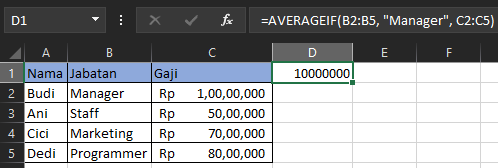 D1 fx =AVERAGEIF(B2:B5, "Manager", C2:C5)
A B C D E F
1 Nama Jabatan Gaji 10000000
2 Budi Manager Rp 1,00,00,000
3 Ani Staff Rp 50,00,000
4 Cici Marketing Rp 70,00,000
5 Dedi Programmer Rp 80,00,000